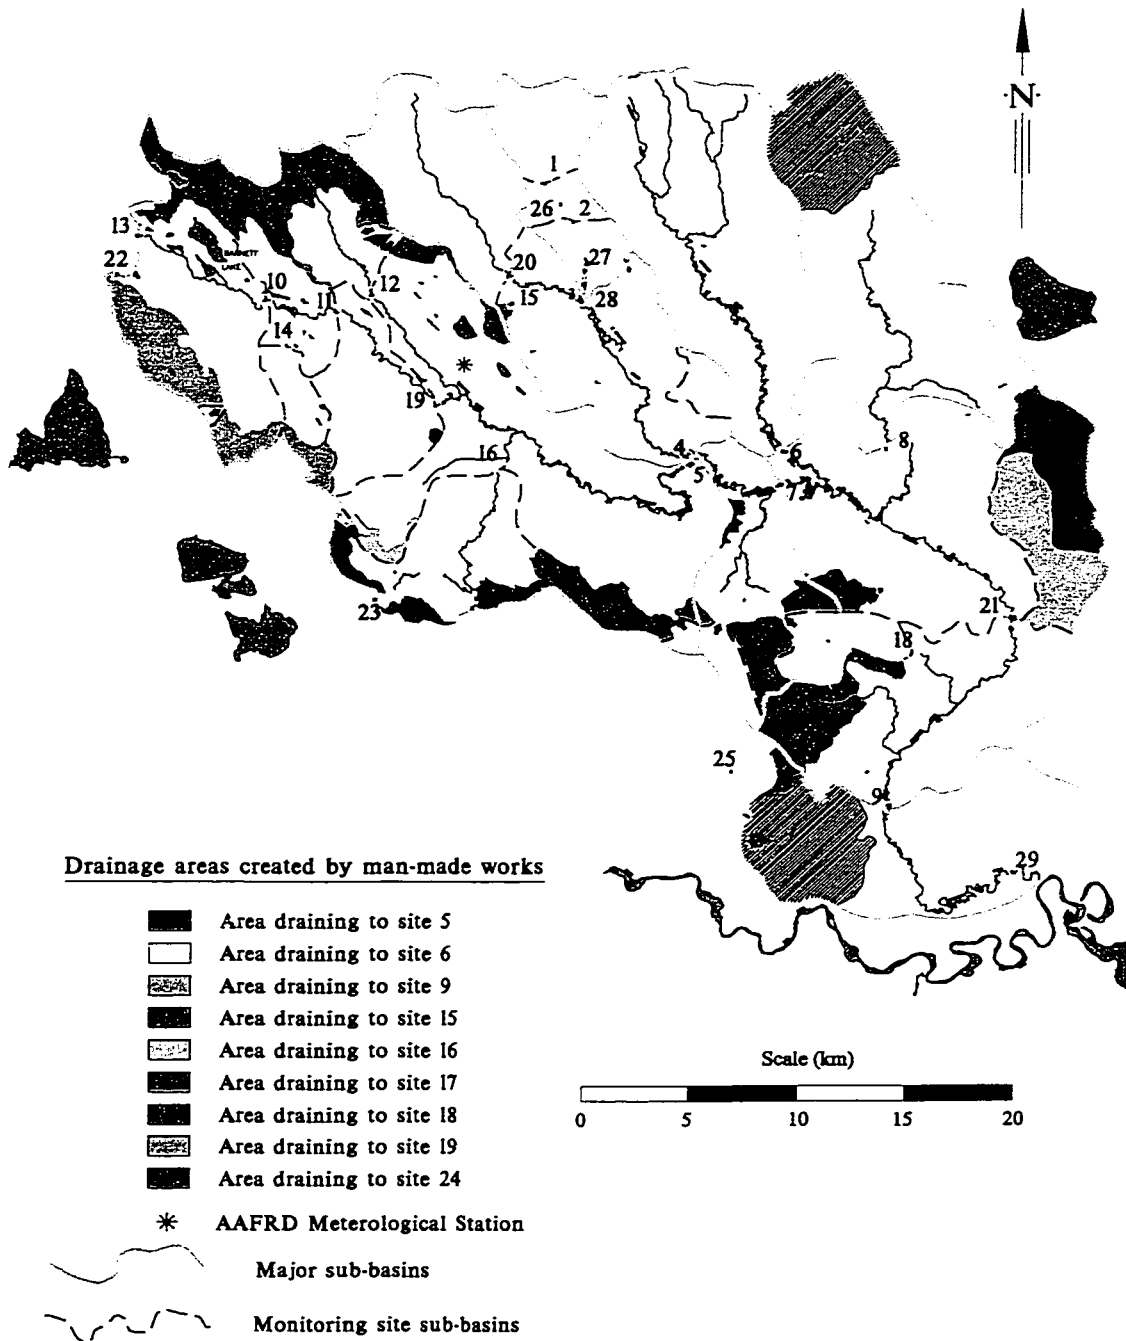 N
1
26 2
13
22
BARNETT
LAKE
10
11
12
14
20
15
27
28
19
16
4
5
6
7
8
23
21
18
25
9
29
Drainage areas created by man-made works
Area draining to site 5
Area draining to site 6
Area draining to site 9
Area draining to site 15
Area draining to site 16
Area draining to site 17
Area draining to site 18
Area draining to site 19
Area draining to site 24
AAFRD Meterological Station
Major sub-basins
Monitoring site sub-basins
Scale (km)
0 5 10 15 20